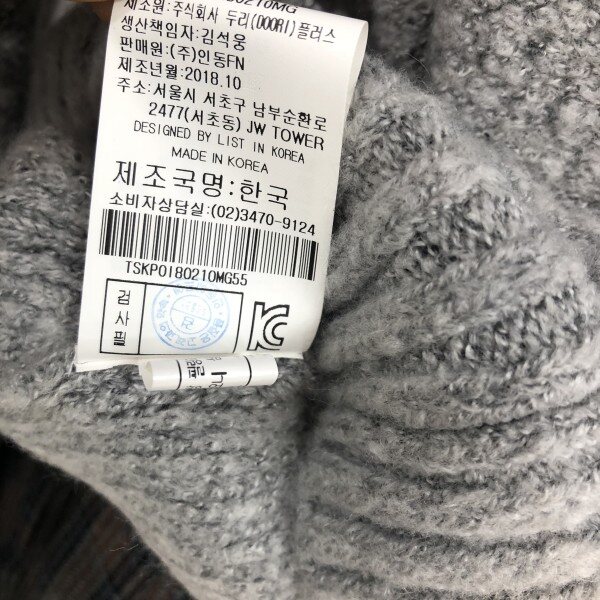 80210MG
제조원:주식회사 두리(DOORI)플러스
생산책임자:김석웅
판매원:(주)인동FN
제조년월:2018.10
주소:서울시 서초구 남부순환로
2477(서초동) JW TOWER
DESIGNED BY LIST IN KOREA
MADE IN KOREA
제조국명:한국
소비자상담실:(02)3470-9124
TSKPO180210MG55
검사필